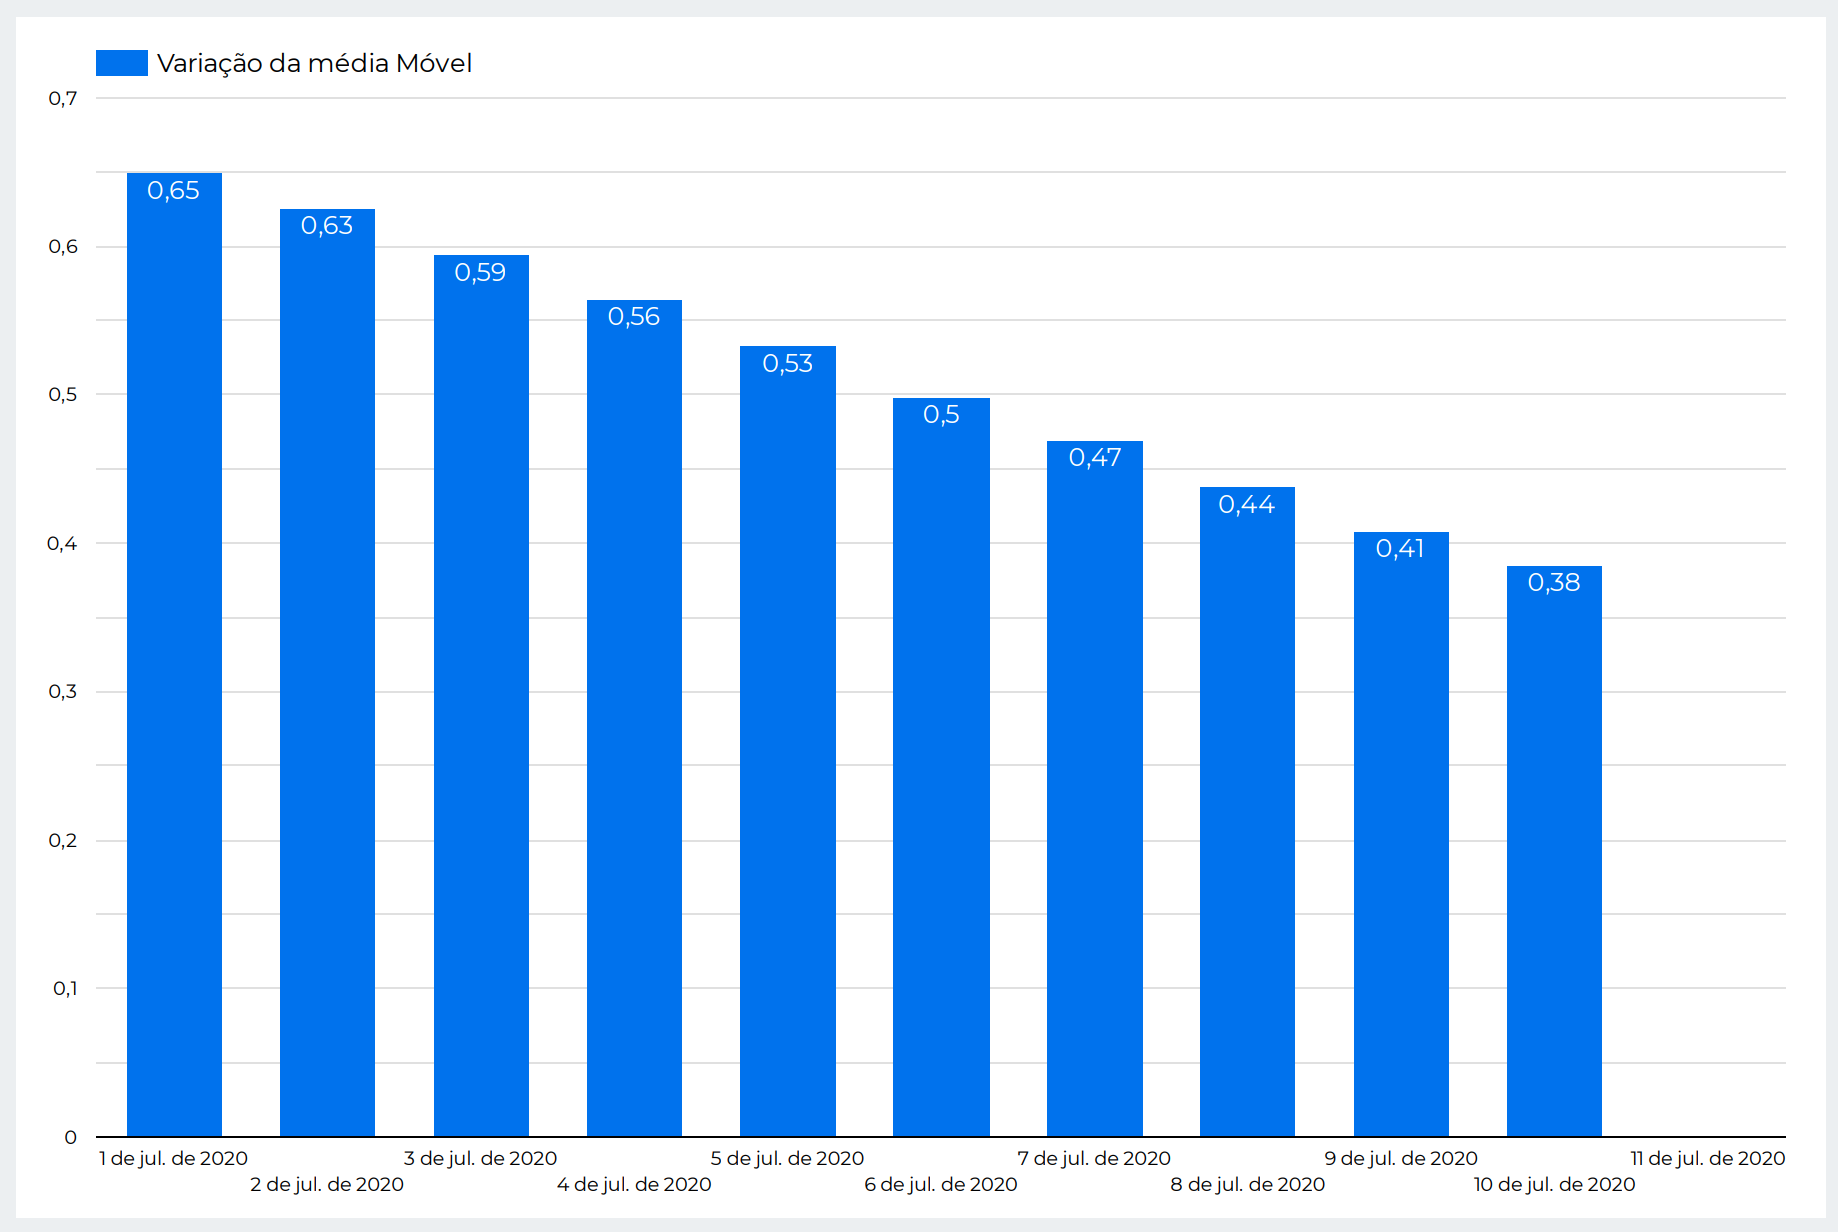 Variação da média Móvel
0,7
0,6
0,5
0,4
0,3
0,2
0,1
0
0,65
0,63
0,59
0,56
0,53
0,5
0,47
0,44
0,41
0,38
1 de jul. de 2020
2 de jul. de 2020
3 de jul. de 2020
4 de jul. de 2020
5 de jul. de 2020
6 de jul. de 2020
7 de jul. de 2020
8 de jul. de 2020
9 de jul. de 2020
10 de jul. de 2020
11 de jul. de 2020